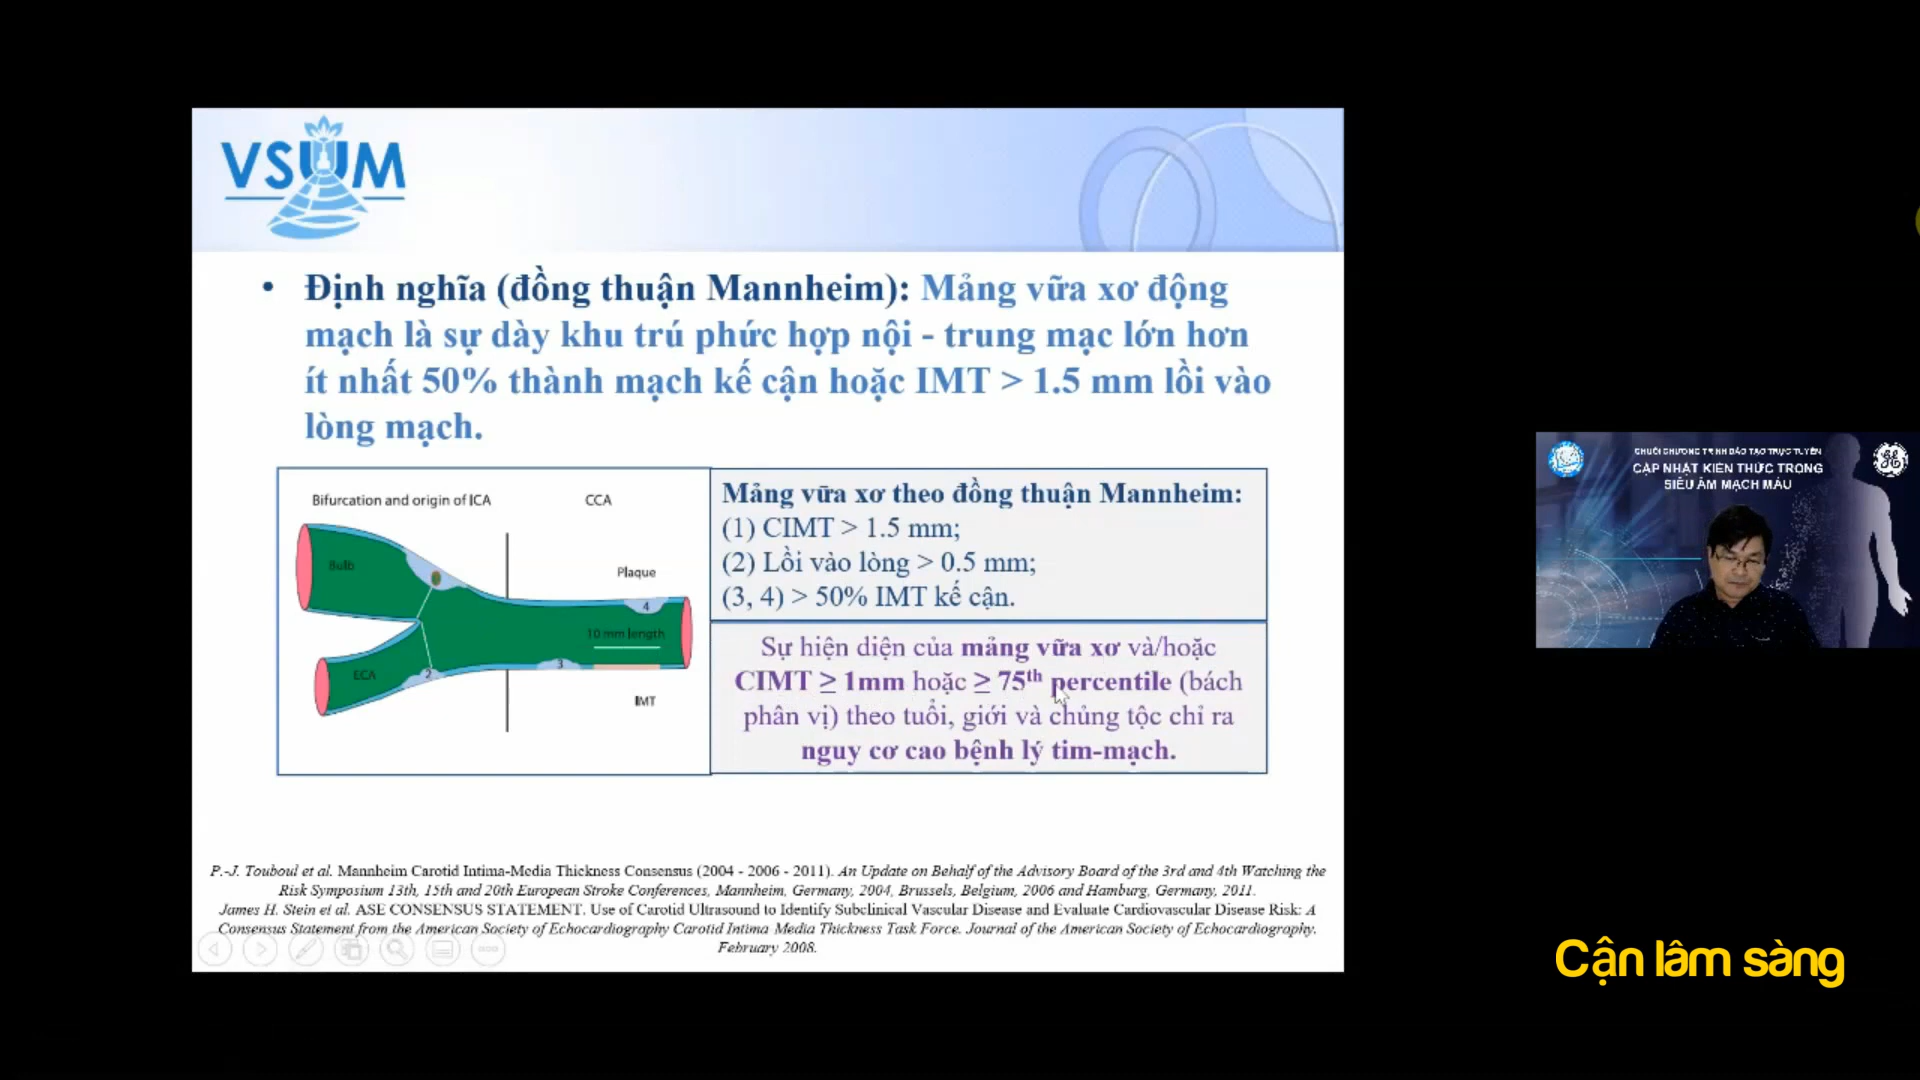 VSUM
• Định nghĩa (đồng thuận Mannheim): Mảng vữa xơ động
mạch là sự dày khu trú phức hợp nội - trung mạc lớn hơn
ít nhất 50% thành mạch kế cận hoặc IMT > 1.5 mm lồi vào
lòng mạch.
Bifurcation and origin of ICA
CCA
Bulb
Plaque
4
10 mm length
3
ECA
2
IMT
Mảng vữa xơ theo đồng thuận Mannheim:
(1) CIMT > 1.5 mm;
(2) Lồi vào lòng > 0.5 mm;
(3, 4) > 50% IMT kế cận.
Sự hiện diện của mảng vữa xơ và/hoặc
CIMT ≥ 1mm hoặc ≥ 75th percentile (bách
phân vị) theo tuổi, giới và chủng tộc chỉ ra
nguy cơ cao bệnh lý tim-mạch.
P.-J. Touboul et al. Mannheim Carotid Intima-Media Thickness Consensus (2004 - 2006 - 2011). An Update on Behalf of the Advisory Board of the 3rd and 4th Watching the
Risk Symposium 13th, 15th and 20th European Stroke Conferences, Mannheim, Germany, 2004, Brussels, Belgium, 2006 and Hamburg, Germany, 2011.
James H. Stein et al. ASE CONSENSUS STATEMENT. Use of Carotid Ultrasound to Identify Subclinical Vascular Disease and Evaluate Cardiovascular Disease Risk: A
Consensus Statement from the American Society of Echocardiography Carotid Intima-Media Thickness Task Force. Journal of the American Society of Echocardiography.
February 2008.
CHUỖI CHƯƠNG TRÌNH ĐÀO TẠO TRỰC TUYẾN
CẬP NHẬT KIẾN THỨC TRONG
SIÊU ÂM MẠCH MÁU
Cận lâm sàng